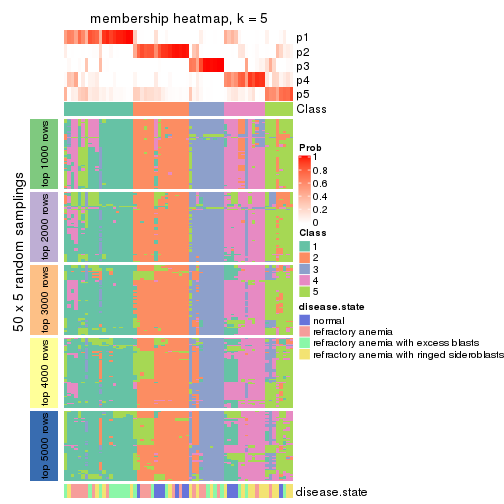 membership heatmap, k = 5
p1
p2
p3
p4
p5
Class
50 x 5 random samplings
top 1000 rows
top 2000 rows
top 3000 rows
top 4000 rows
top 5000 rows
disease.state
Prob
1
0.8
0.6
0.4
0.2
0
Class
1
2
3
4
5
disease.state
normal
refractory anemia
refractory anemia with excess blasts
refractory anemia with ringed sideroblasts